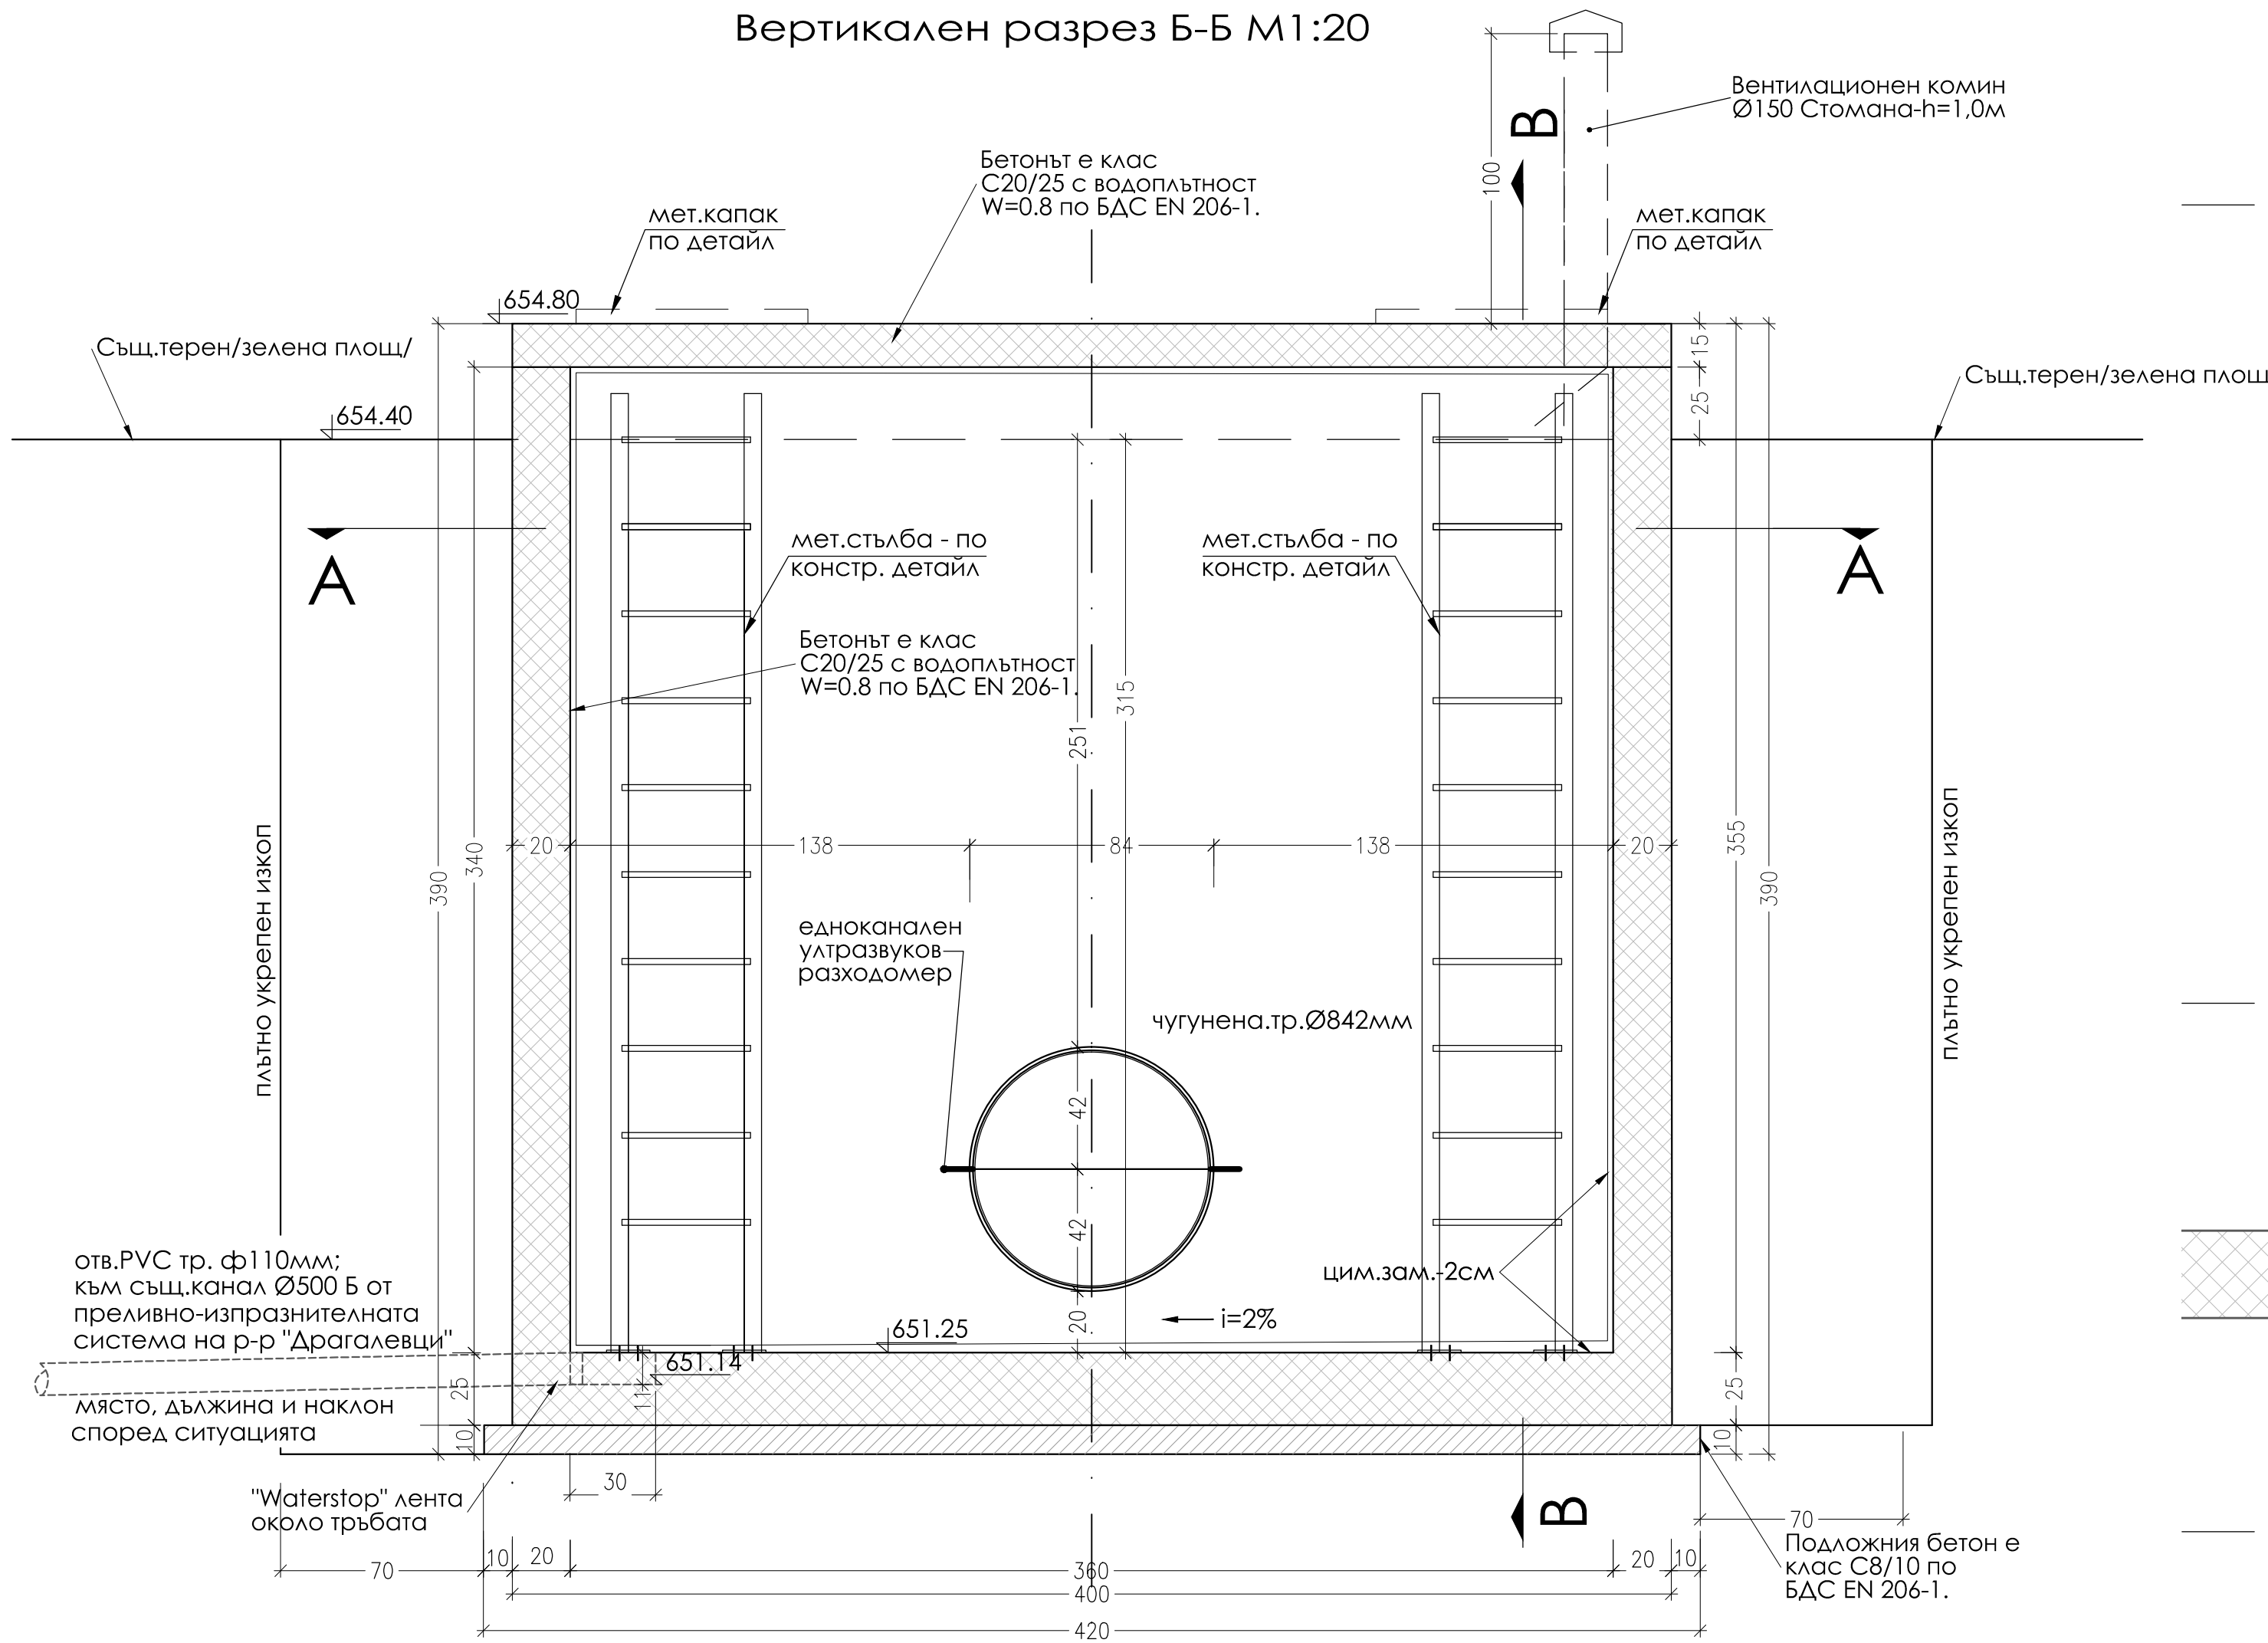 Вертикален разрез Б-Б М1:20
Вентилационен комин
Ø150 Стомана-h=1,0м
В
100
Бетонът е клас
С20/25 с водоплътност
W=0.8 по БДС EN 206-1.
мет.капак
по детайл
мет.капак
по детайл
654.80
Същ.терен/зелена площ/
15
Същ.терен/зелена площ
25
654.40
А
мет.стълба - по
констр. детайл
мет.стълба - по
констр. детайл
А
Бетонът е клас
С20/25 с водоплътност
W=0.8 по БДС EN 206-1.
315
251
390
340
20
138
84
138
20
355
390
плътно укрепен изкоп
плътно укрепен изкоп
едноканален
ултразвуков
разходомер
чугунена.тр.Ø842мм
42
42
20
отв.PVC тр. ф110мм;
към същ.канал Ø500 Б от
преливно-изпразнителната
система на р-р "Драгалевци"
цим.зам.-2см
i=2%
651.25
651.14
25
11
25
място, дължина и наклон
според ситуацията
10
10
30
"Waterstop" лента
около тръбата
В
70
Подложния бетон е
клас С8/10 по
БДС EN 206-1.
70
10
20
360
20
10
400
420